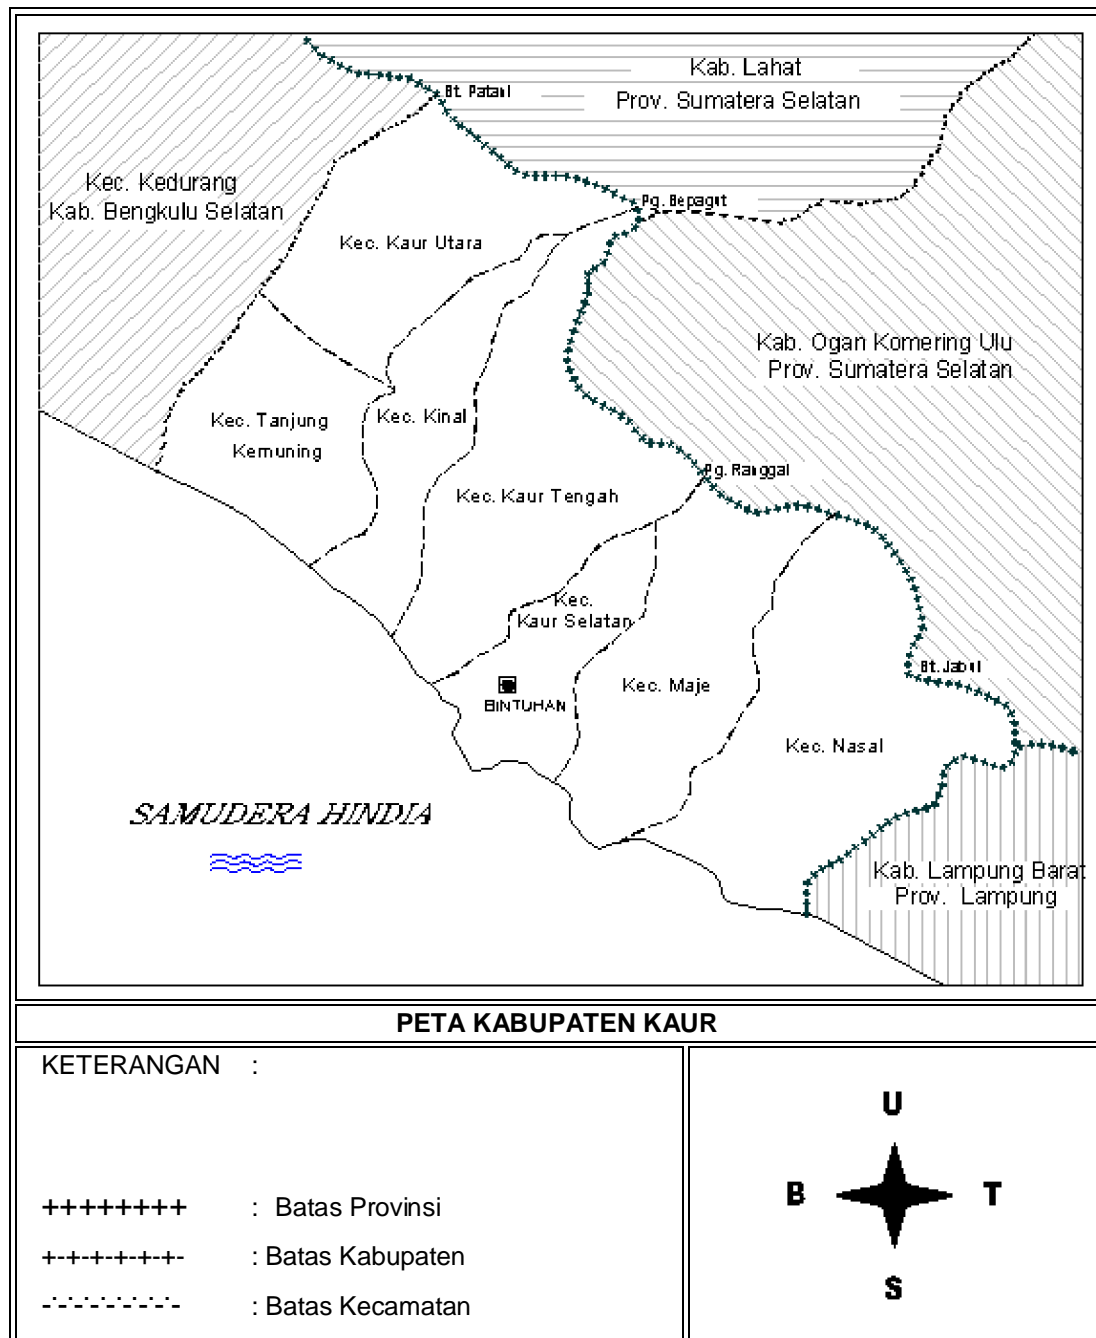 Kab. Lahat
Prov. Sumatera Selatan
Bt. Patani
Kec. Kedurang
Kab. Bengkulu Selatan
Pg. Bepagut
Kec. Kaur Utara
Kab. Ogan Komering Ulu
Prov. Sumatera Selatan
Kec. Tanjung
Kemuning
Kec. Kinal
Pg. Ranggal
Kec. Kaur Tengah
Kec.
Kaur Selatan
Kec. Maje
BINTUHAN
Kec. Nasal
SAMUDERA HINDIA
Kab. Lampung Barat
Prov. Lampung
PETA KABUPATEN KAUR
KETERANGAN :
++++++++ : Batas Provinsi
+-+-+-+-+-+- : Batas Kabupaten
: Batas Kecamatan
U
B T
S